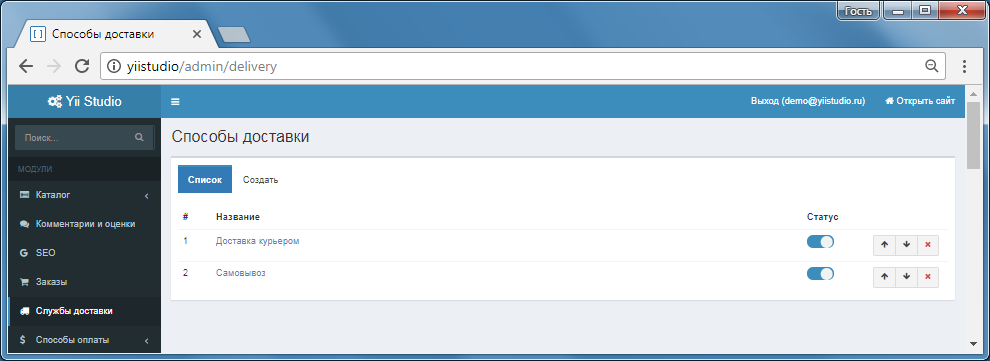 Гость
[ ] Способы доставки
yiistudio/admin/delivery
Yii Studio
Выход (demo@yiistudio.ru) Открыть сайт
Поиск...
Способы доставки
МОДУЛИ
Список Создать
Каталог
# Название Статус
Комментарии и оценки
1 Доставка курьером
SEO
2 Самовывоз
Заказы
Службы доставки
$ Способы оплаты